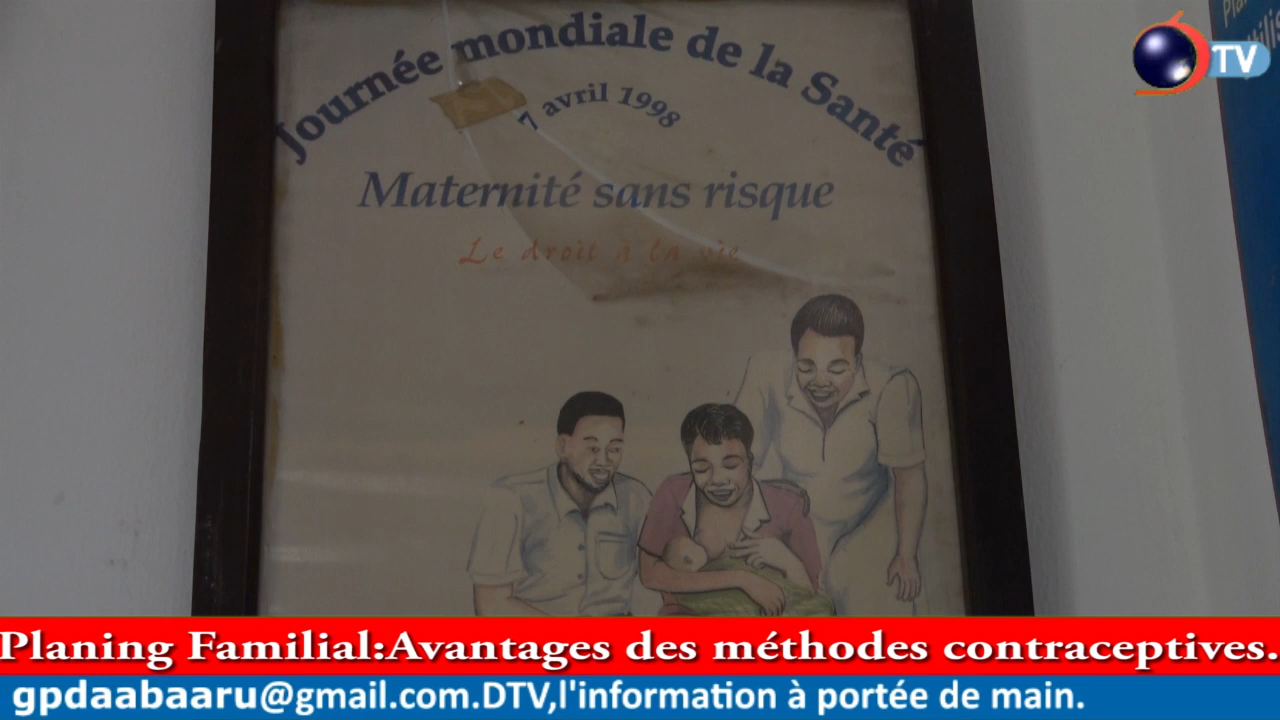 Journée mondiale de la Santé
7 avril 1998
Maternité sans risque
Le droit à la vie
TV
Planing Familial:Avantages des méthodes contraceptives.
gpdaabaaru@gmail.com.DTV,l'information à portée de main.